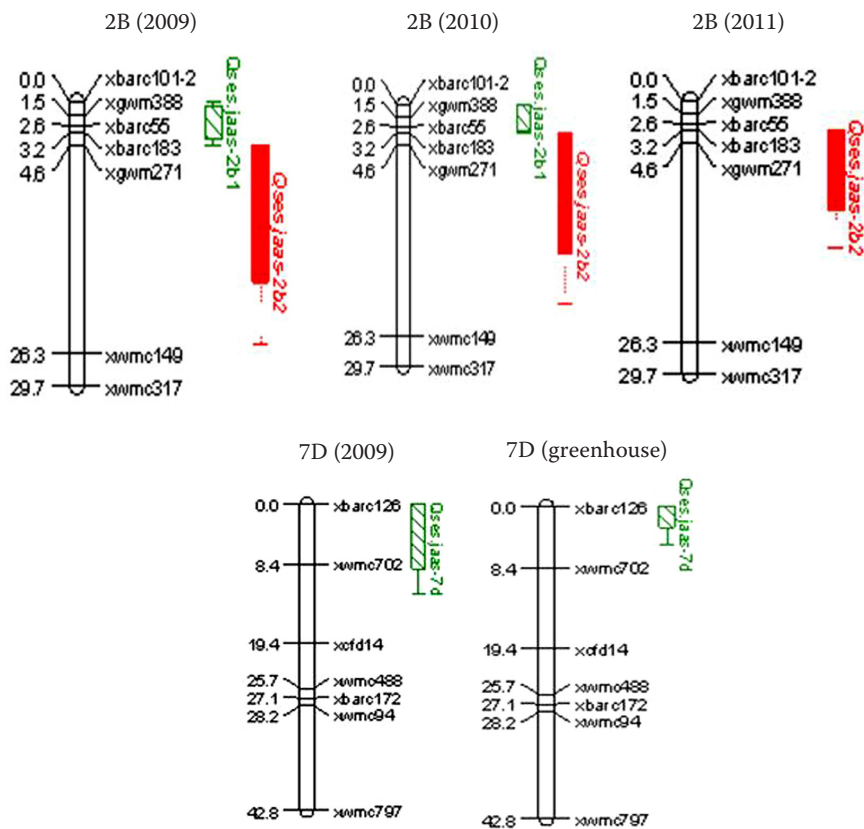 2B (2009)
0.0 xbarc101-2
1.5 xgwm388
2.6 xbarc55
3.2 xbarc183
4.6 xgwm271
26.3 xwmc149
29.7 xwmc317
Qses.jaas-2b1
Qses.jaas-2b2
2B (2010)
0.0 xbarc101-2
1.5 xgwm388
2.6 xbarc55
3.2 xbarc183
4.6 xgwm271
26.3 xwmc149
29.7 xwmc317
Qses.jaas-2b1
Qses.jaas-2b2
2B (2011)
0.0 xbarc101-2
1.5 xgwm388
2.6 xbarc55
3.2 xbarc183
4.6 xgwm271
26.3 xwmc149
29.7 xwmc317
Qses.jaas-2b2
7D (2009)
0.0 xbarc126
8.4 xwmc702
19.4 xcfd14
25.7 xwmc488
27.1 xbarc172
28.2 xwmc94
42.8 xwmc797
Qses.jaas-7d
7D (greenhouse)
0.0 xbarc126
8.4 xwmc702
19.4 xcfd14
25.7 xwmc488
27.1 xbarc172
28.2 xwmc94
42.8 xwmc797
Qses.jaas-7d